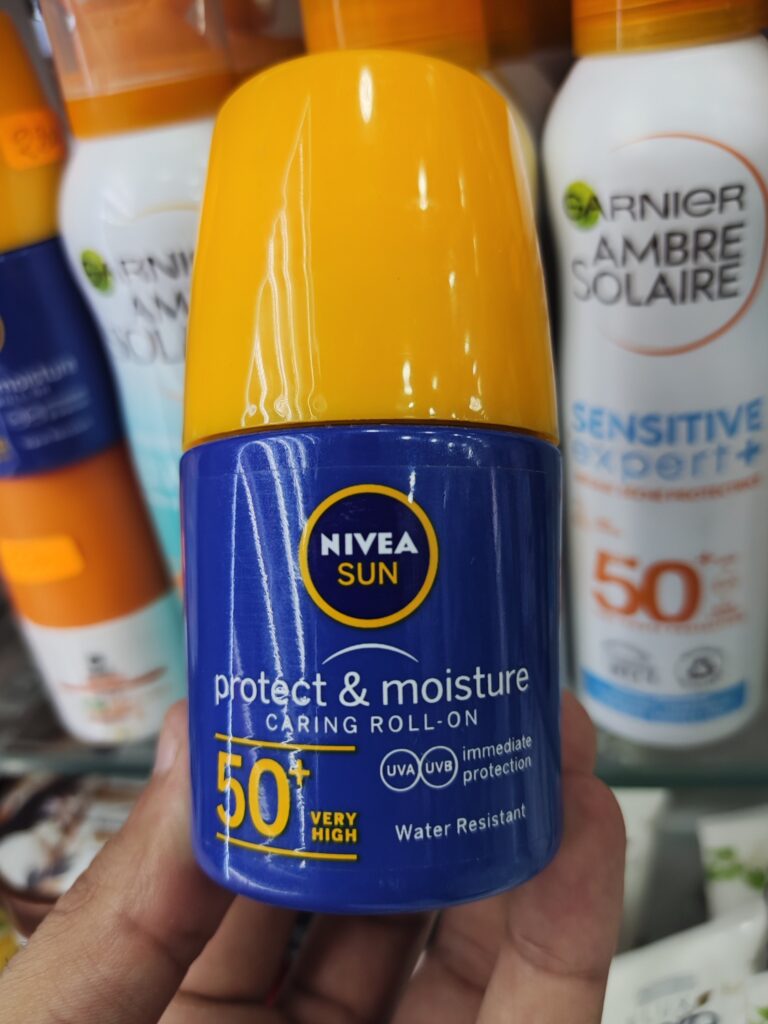 NIVEA
SUN
protect & moisture
CARING ROLL-ON
50+
VERY
HIGH
UVA UVB
immediate
protection
Water Resistant
GARNIER
AMBRE
SOLAIRE
SENSITIVE
expert+
50+